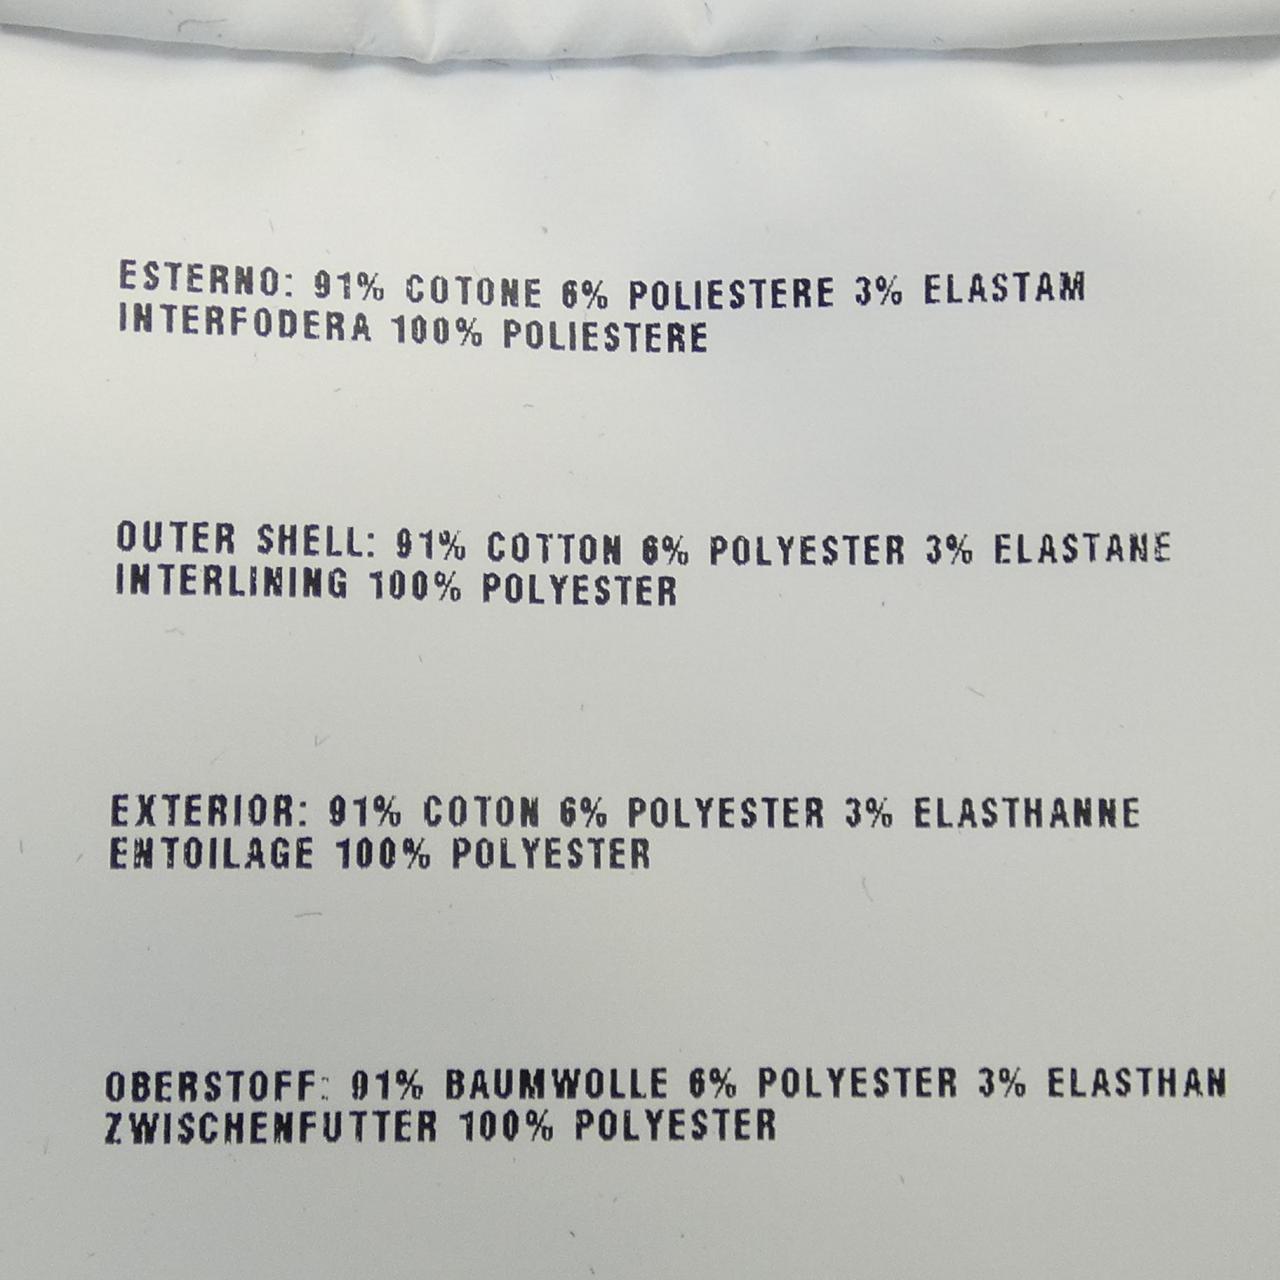 ESTERNO: 91% COTONE 6% POLIESTERE 3% ELASTAM
INTERFODERA 100% POLIESTERE
OUTER SHELL: 91% COTTON 6% POLYESTER 3% ELASTANE
INTERLINING 100% POLYESTER
EXTERIOR: 91% COTON 6% POLYESTER 3% ELASTHANNE
ENTOILAGE 100% POLYESTER
OBERSTOFF: 91% BAUMWOLLE 6% POLYESTER 3% ELASTHAN
ZWISCHENFUTTER 100% POLYESTER